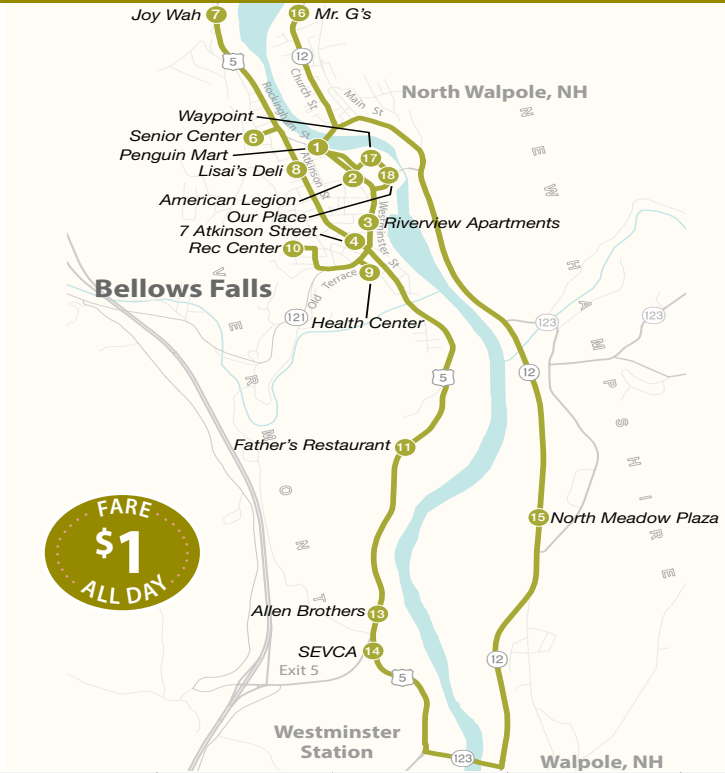 Joy Wah 7
16 Mr. G's
5
12
Church St
Main St
North Walpole, NH
Rockingham St
Waypoint
Senior Center 6
Penguin Mart 1
17
Lisai's Deli 8
Atkinson St
2
18
American Legion
Our Place
3 Riverview Apartments
Westminster St
7 Atkinson Street 4
Rec Center 10
9
Old Terrace
Bellows Falls
121
Health Center
123
123
12
5
NEW HAMPSHIRE
VERMONT
Father's Restaurant 11
15 North Meadow Plaza
FARE
$1
ALL DAY
Allen Brothers 13
SEVCA 14
Exit 5
5
12
Westminster
Station
123
Walpole, NH